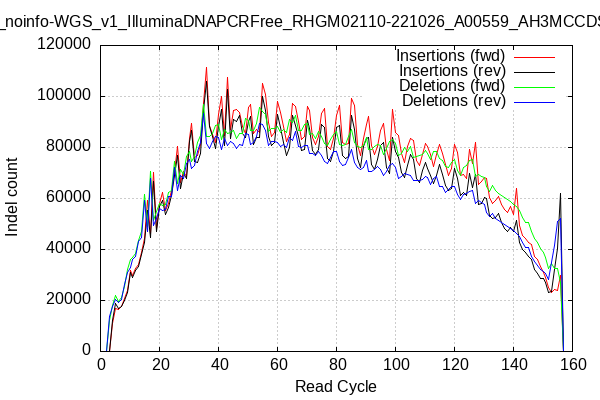 _noinfo-WGS_v1_IlluminaDNAPCRFree_RHGM02110-221026_A00559_AH3MCCDS
120000
100000
80000
60000
40000
20000
0
Indel count
Insertions (fwd)
Insertions (rev)
Deletions (fwd)
Deletions (rev)
0 20 40 60 80 100 120 140 160
Read Cycle